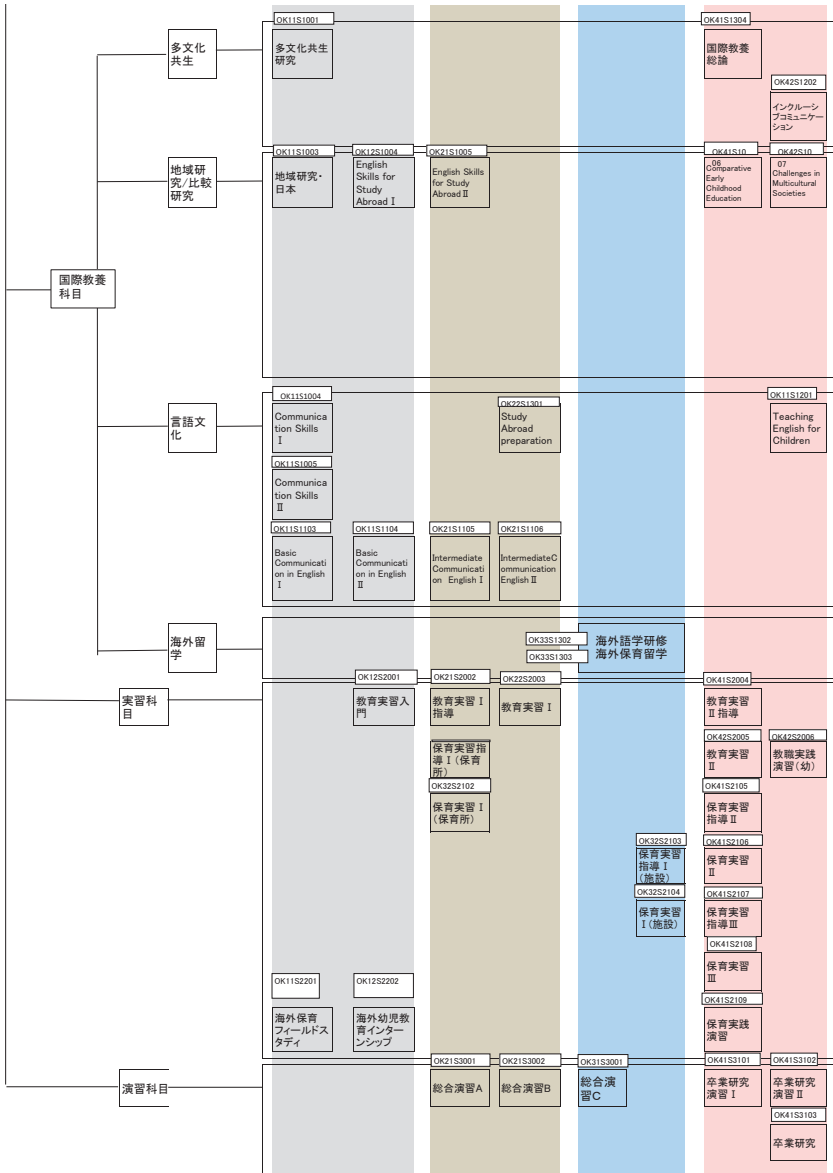 OK11S1001
OK41S1304
多文化
共生
多文化共生
研究
国際教養
総論
OK42S1202
インクルーシ
ブコミュニケー
ション
OK11S1003
OK12S1004
OK21S1005
OK41S10
06
OK42S10
07
地域研
究/比較
研究
地域研究・
日本
English
Skills for
Study
Abroad Ⅰ
English Skills
for Study
Abroad Ⅱ
Comparative
Early
Childhood
Education
Challenges in
Multicultural
Societies
国際教養
科目
OK11S1004
OK22S1301
OK11S1201
言語文
化
Communica
tion Skills
Ⅰ
Study
Abroad
preparation
Teaching
English for
Children
OK11S1005
Communica
tion Skills
Ⅱ
OK11S1103
OK11S1104
OK21S1105
OK21S1106
Basic
Communicati
on in English
Ⅰ
Basic
Communicati
on in English
Ⅱ
Intermediate
Communicati
on English Ⅰ
IntermediateC
ommunication
English Ⅱ
海外留
学
OK33S1302
OK33S1303
海外語学研修
海外保育留学
OK12S2001
OK21S2002
OK22S2003
OK41S2004
実習科
目
教育実習入
門
教育実習Ⅰ
指導
教育実習Ⅰ
教育実習
Ⅱ指導
OK42S2005
OK42S2006
保育実習指
導Ⅰ(保育
所)
教育実習
Ⅱ
教職実践
演習(幼)
OK32S2102
OK41S2105
保育実習Ⅰ
(保育所)
保育実習
指導Ⅱ
OK32S2103
OK41S2106
保育実習
指導Ⅰ
(施設)
保育実習
Ⅱ
OK32S2104
OK41S2107
保育実習
Ⅰ(施設)
保育実習
指導Ⅲ
OK41S2108
保育実習
Ⅲ
OK11S2201
OK12S2202
OK41S2109
海外保育
フィールドス
タディ
海外幼児教
育インター
ンシップ
保育実践
演習
OK21S3001
OK21S3002
OK31S3001
OK41S3101
OK41S3102
演習科目
総合演習A
総合演習B
総合演
習C
卒業研究
演習Ⅰ
卒業研究
演習Ⅱ
OK41S3103
卒業研究